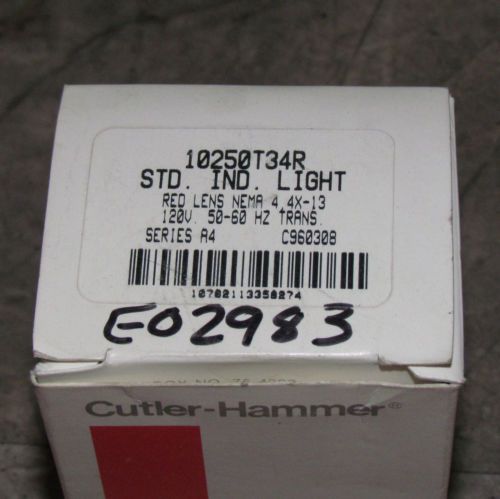 10250T34R
STD. IND. LIGHT
RED LENS NEMA 4,4X-13
120V. 50-60 HZ TRANS.
SERIES A4 C960308
10782113358274
E02983
Cutler-Hammer®